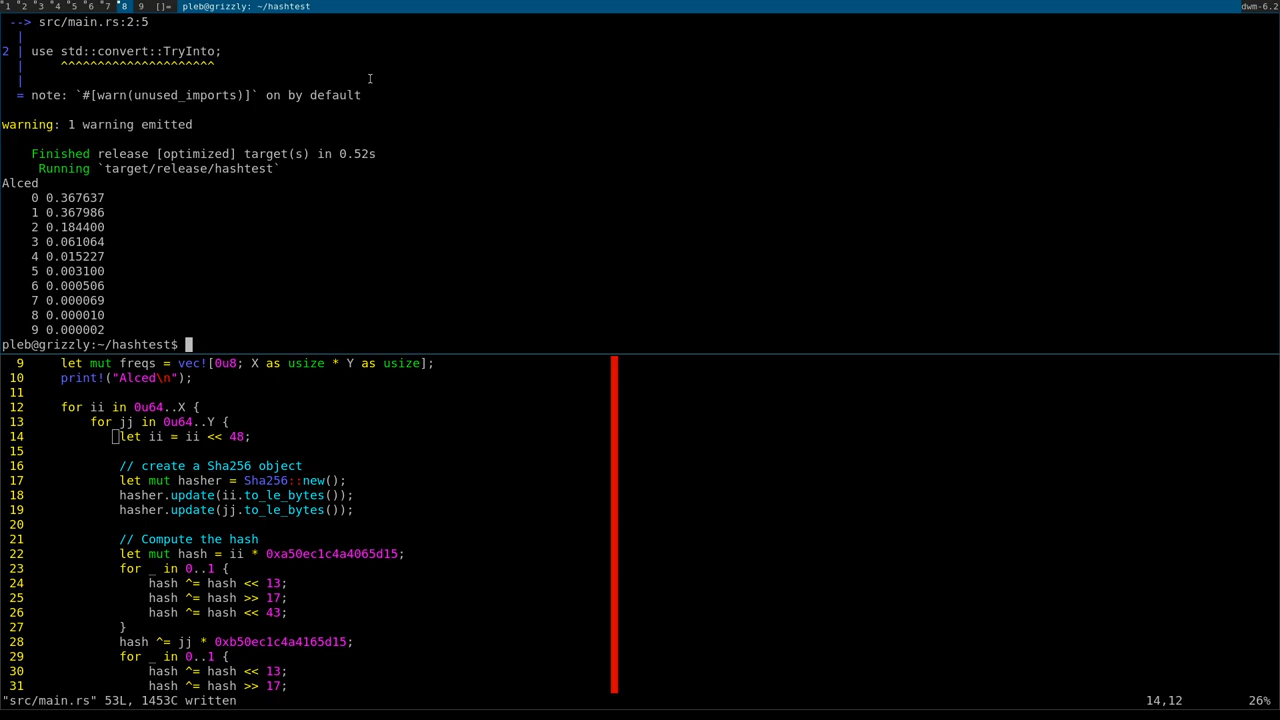 1 2 3 4 5 6 7 8 9 []= pleb@grizzly: ~/hashtest dwm-6.2
--> src/main.rs:2:5
|
2 | use std::convert::TryInto;
| ^^^^^^^^^^^^^^^^^^^^^
|
= note: `#[warn(unused_imports)]` on by default
warning: 1 warning emitted
Finished release [optimized] target(s) in 0.52s
Running `target/release/hashtest`
Alced
0 0.367637
1 0.367986
2 0.184400
3 0.061064
4 0.015227
5 0.003100
6 0.000506
7 0.000069
8 0.000010
9 0.000002
pleb@grizzly:~/hashtest$
9 let mut freqs = vec![0u8; X as usize * Y as usize];
10 print!("Alced\n");
11
12 for ii in 0u64..X {
13 for jj in 0u64..Y {
14 let ii = ii << 48;
15
16 // create a Sha256 object
17 let mut hasher = Sha256::new();
18 hasher.update(ii.to_le_bytes());
19 hasher.update(jj.to_le_bytes());
20
21 // Compute the hash
22 let mut hash = ii * 0xa50ec1c4a4065d15;
23 for _ in 0..1 {
24 hash ^= hash << 13;
25 hash ^= hash >> 17;
26 hash ^= hash << 43;
27 }
28 hash ^= jj * 0xb50ec1c4a4165d15;
29 for _ in 0..1 {
30 hash ^= hash << 13;
31 hash ^= hash >> 17;
"src/main.rs" 53L, 1453C written 14,12 26%